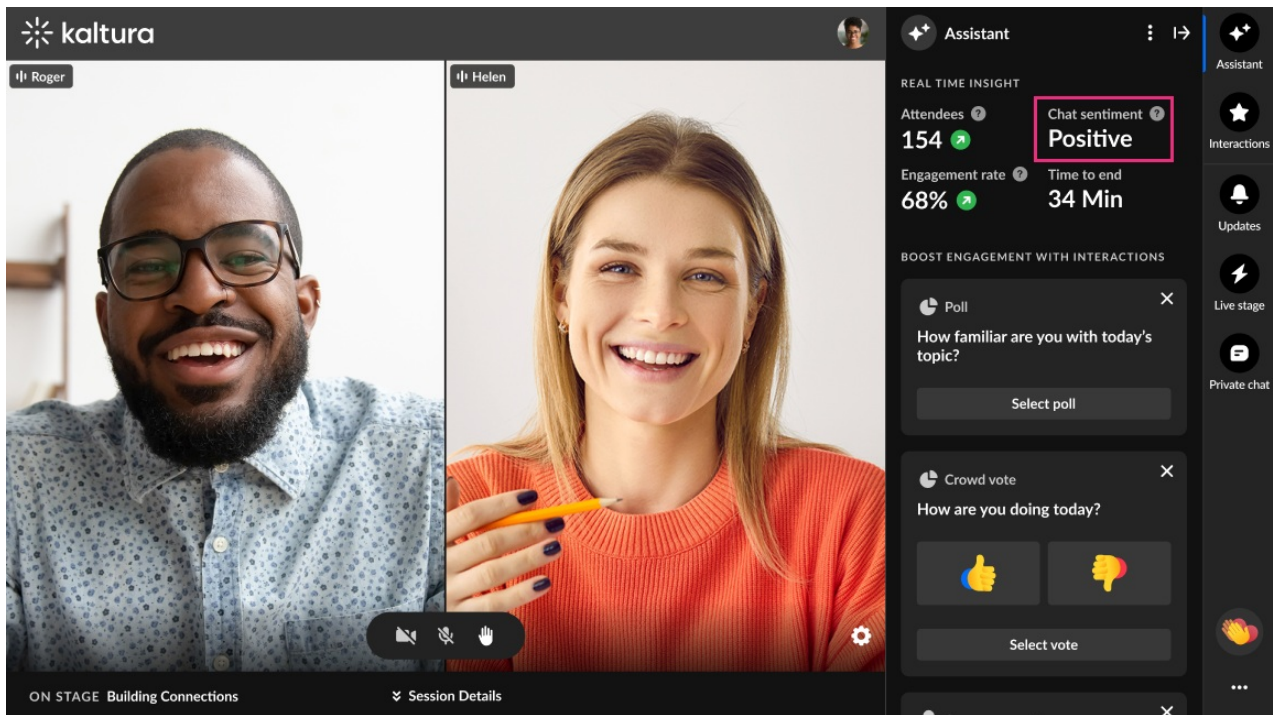 kaltura
Roger
Helen
ON STAGE Building Connections
Session Details
Assistant
REAL TIME INSIGHT
Attendees ?
154
Chat sentiment ?
Positive
Engagement rate ?
68%
Time to end
34 Min
BOOST ENGAGEMENT WITH INTERACTIONS
Poll
How familiar are you with today's
topic?
Select poll
Crowd vote
How are you doing today?
Select vote
Assistant
Interactions
Updates
Live stage
Private chat